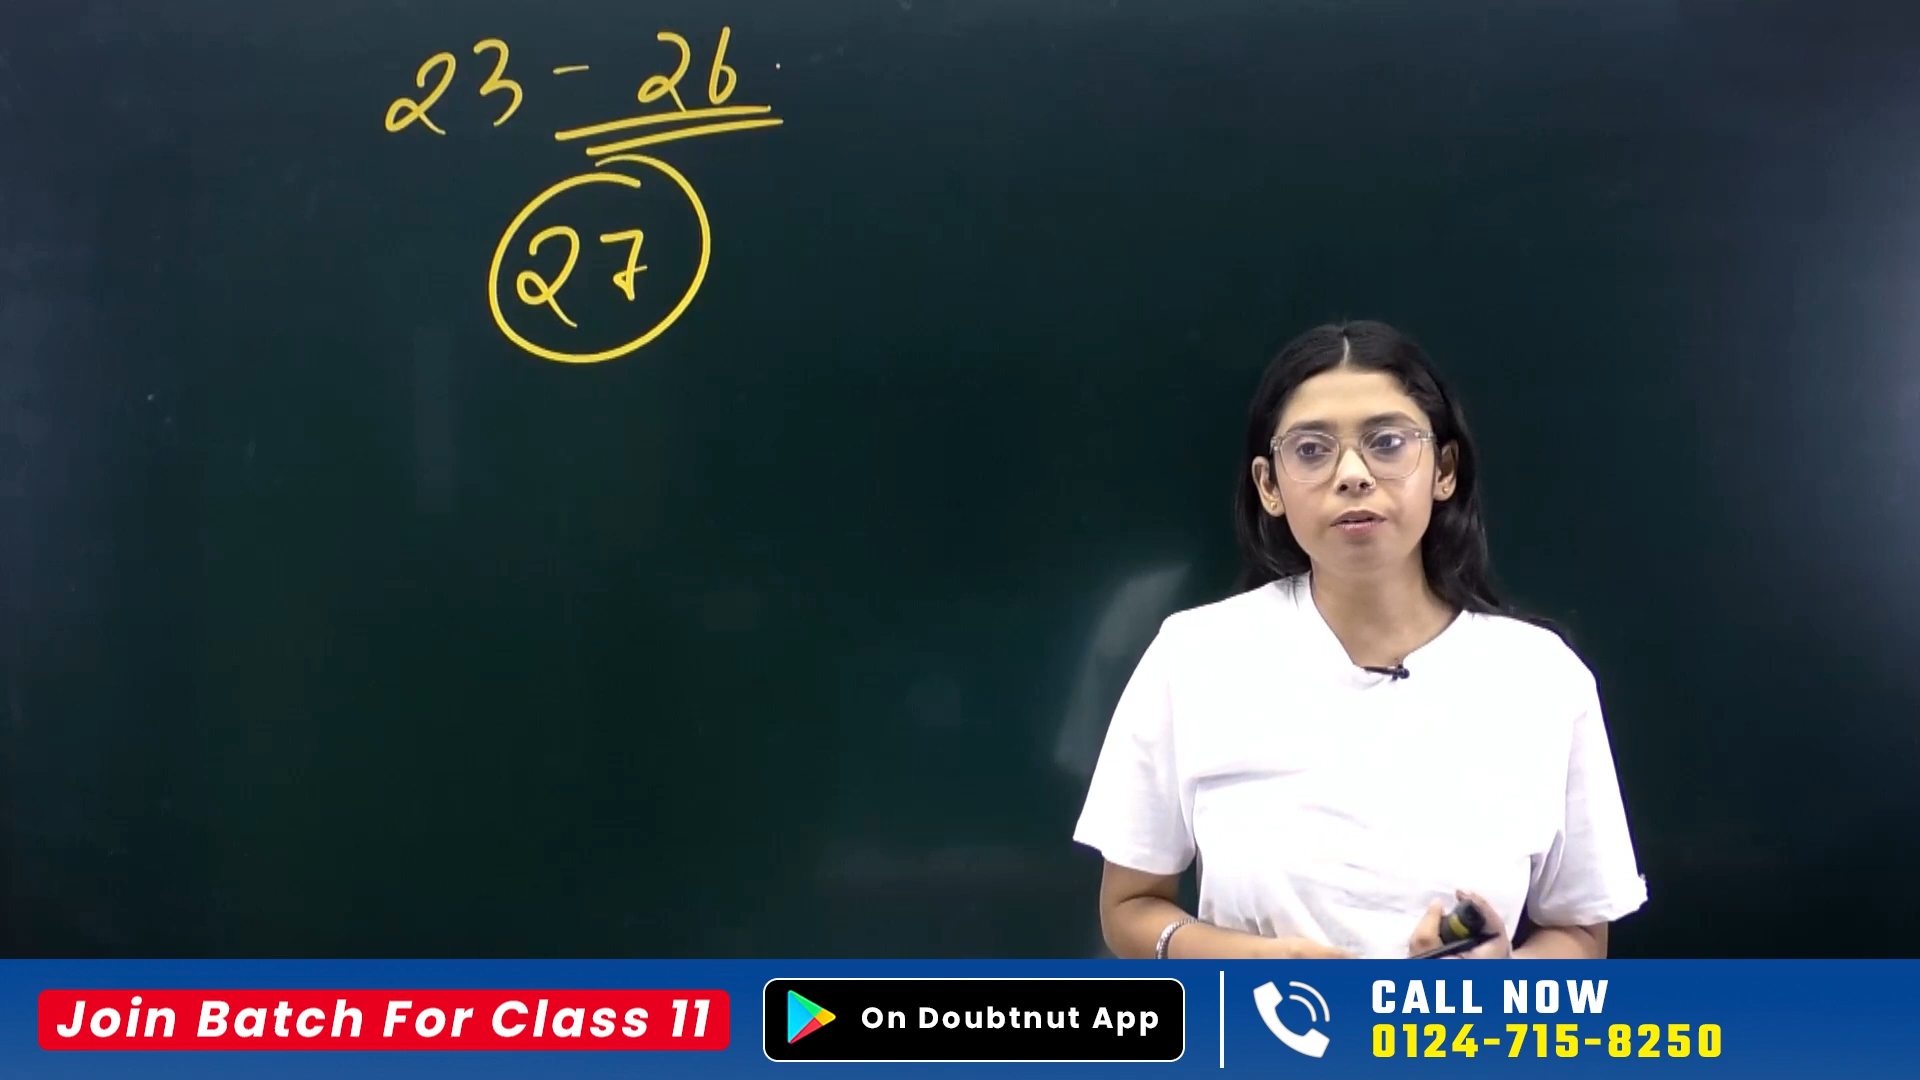 23 - 26
27
Join Batch For Class 11
On Doubtnut App
CALL NOW
0124-715-8250